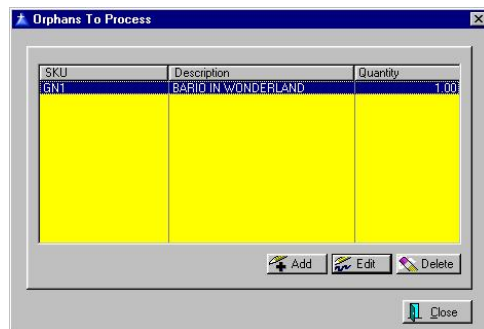 Orphans To Process
SKU Description Quantity
GN1 BARIO IN WONDERLAND 1.00
Add Edit Delete
Close